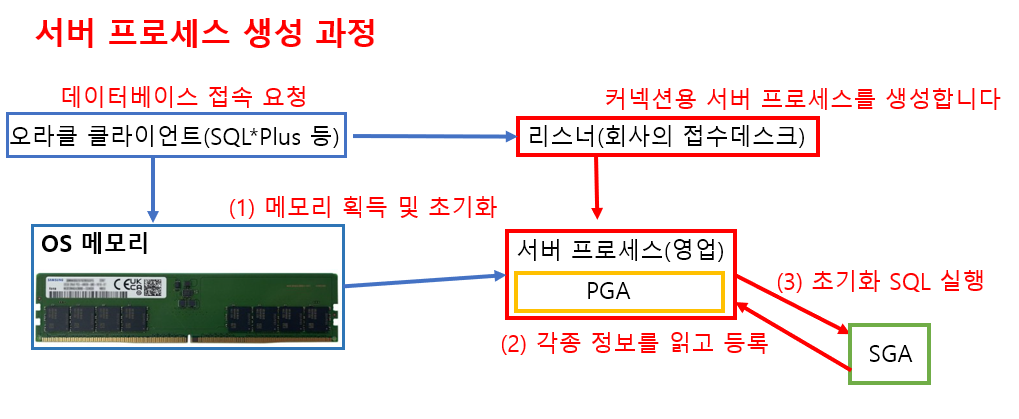 서버 프로세스 생성 과정
데이터베이스 접속 요청
커넥션용 서버 프로세스를 생성합니다
오라클 클라이언트(SQL*Plus 등)
리스너(회사의 접수데스크)
(1) 메모리 획득 및 초기화
OS 메모리
서버 프로세스(영업)
PGA
(3) 초기화 SQL 실행
(2) 각종 정보를 읽고 등록
SGA